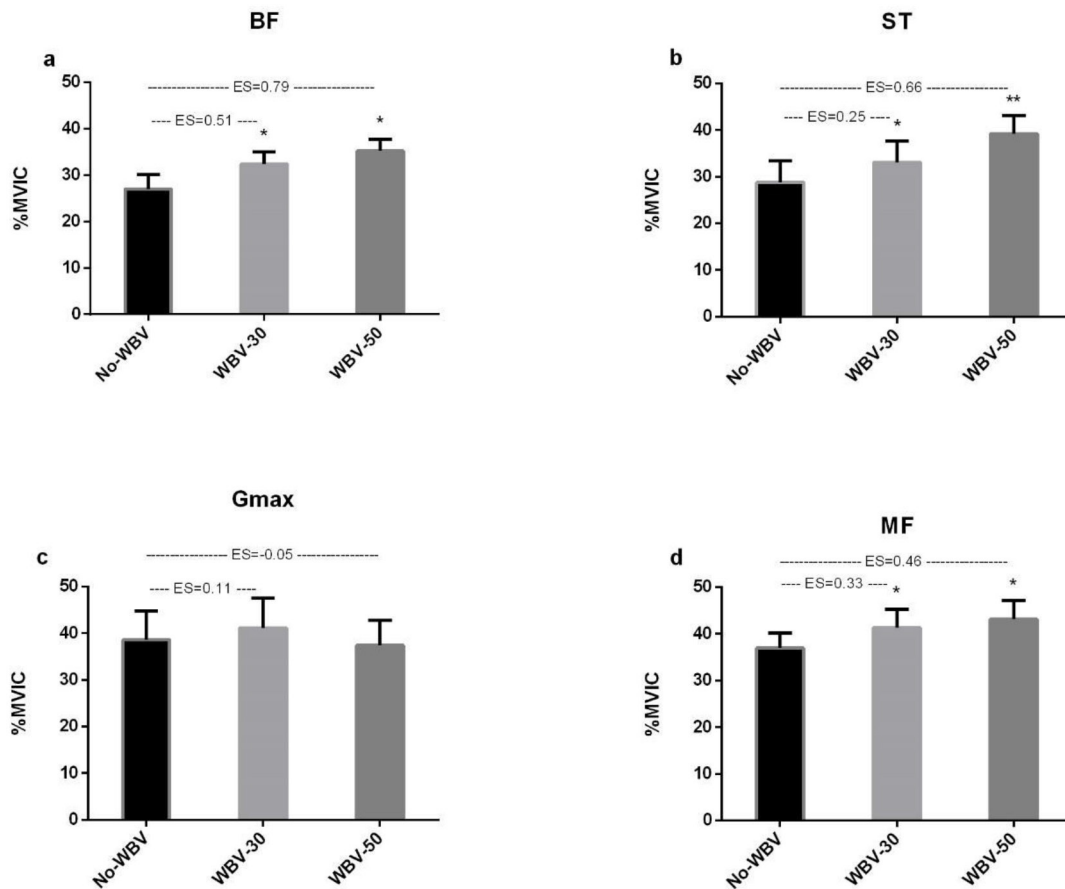 BF
a
ES=0.79
ES=0.51
*
*
%MVIC
50
40
30
20
10
0
No-WBV
WBV-30
WBV-50
ST
b
ES=0.66
ES=0.25
*
**
%MVIC
50
40
30
20
10
0
No-WBV
WBV-30
WBV-50
Gmax
c
ES=-0.05
ES=0.11
%MVIC
50
40
30
20
10
0
No-WBV
WBV-30
WBV-50
MF
d
ES=0.46
ES=0.33
*
*
%MVIC
50
40
30
20
10
0
No-WBV
WBV-30
WBV-50